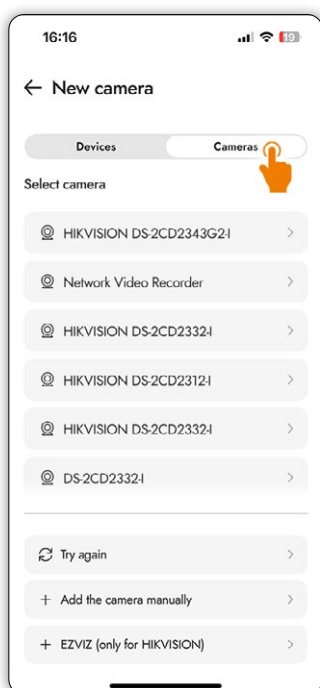 16:16
19
New camera
Devices
Cameras
Select camera
HIKVISION DS-2CD2343G2-I
Network Video Recorder
HIKVISION DS-2CD2332-I
HIKVISION DS-2CD2312-I
HIKVISION DS-2CD2332-I
DS-2CD2332-I
Try again
Add the camera manually
EZVIZ (only for HIKVISION)